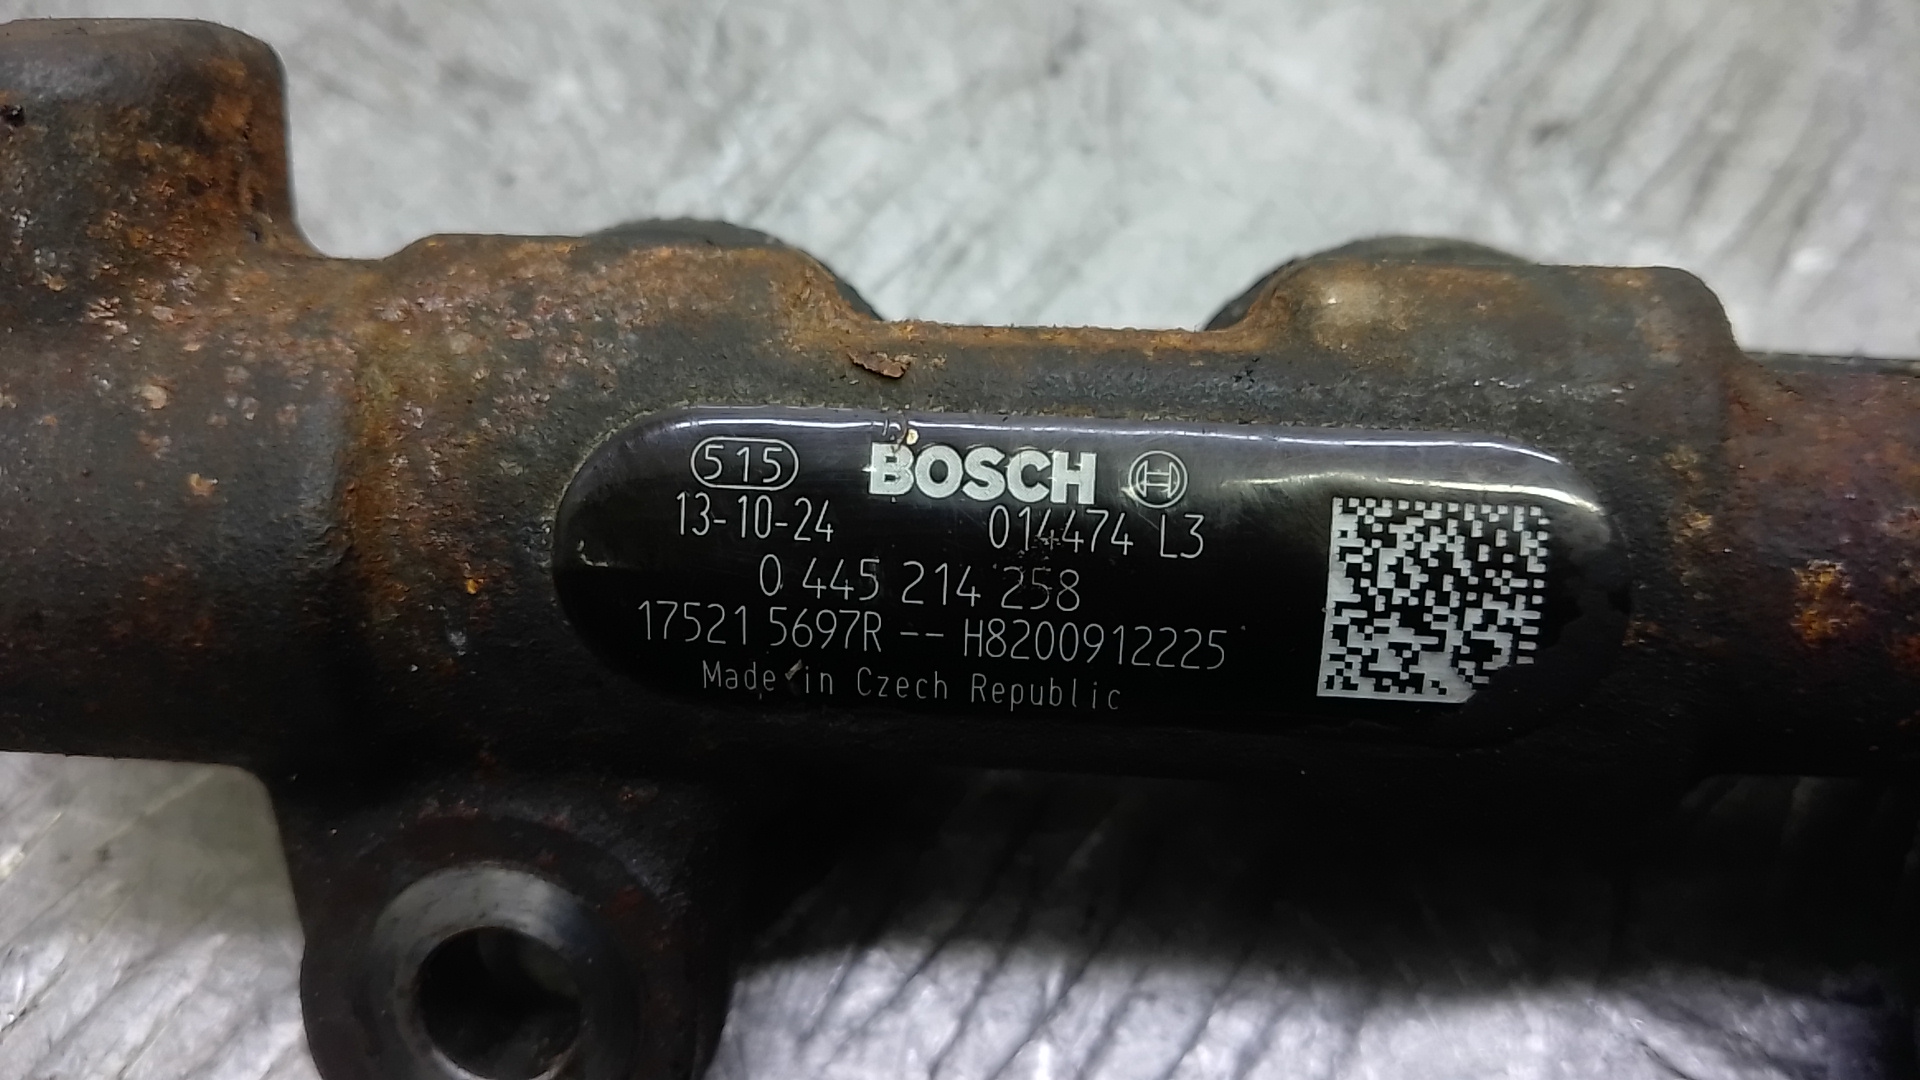 515 BOSCH
13-10-24 014474 L3
0 445 214 258
17521 5697R -- H8200912225
Made in Czech Republic